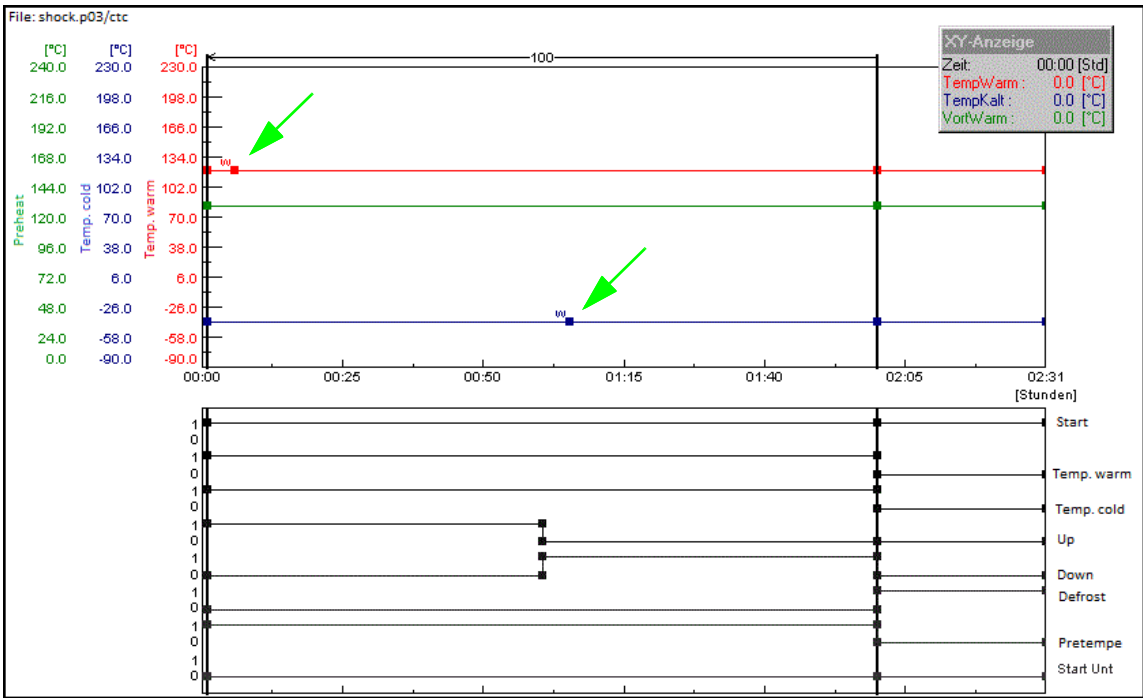 File: shock.p03/ctc
[°C] [°C] [°C]
240.0 230.0 230.0
216.0 198.0 198.0
192.0 166.0 166.0
168.0 134.0 134.0
144.0 102.0 102.0
120.0 70.0 70.0
96.0 38.0 38.0
72.0 6.0 6.0
48.0 -26.0 -26.0
24.0 -58.0 -58.0
0.0 -90.0 -90.0
Preheat
Temp. cold
Temp. warm
100
W
W
XY-Anzeige
Zeit: 00:00 [Std]
TempWarm : 0.0 [°C]
TempKalt : 0.0 [°C]
VortWarm : 0.0 [°C]
00:00 00:25 00:50 01:15 01:40 02:05 02:31
[Stunden]
1 Start
0
1
0 Temp. warm
1
0 Temp. cold
1
0 Up
1
0 Down
1 Defrost
0
1
0 Pretempe
1
0 Start Unt